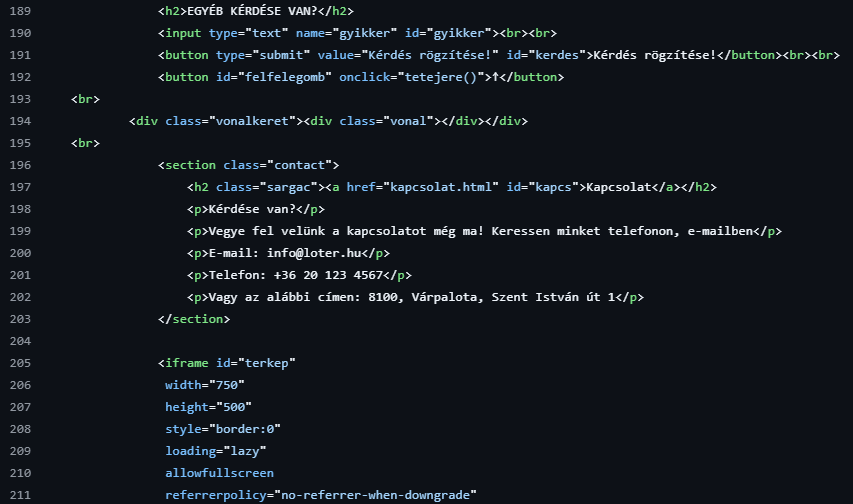 189 <h2>EGYÉB KÉRDÉSE VAN?</h2>
190 <input type="text" name="gyikker" id="gyikker"><br><br>
191 <button type="submit" value="Kérdés rögzítése!" id="kerdes">Kérdés rögzítése!</button><br><br>
192 <button id="felfelegomb" onclick="tetejere()">↑</button>
193 <br>
194 <div class="vonalkeret"><div class="vonal"></div></div>
195 <br>
196 <section class="contact">
197 <h2 class="sargac"><a href="kapcsolat.html" id="kapcs">Kapcsolat</a></h2>
198 <p>Kérdése van?</p>
199 <p>Vegye fel velünk a kapcsolatot még ma! Keressen minket telefonon, e-mailben</p>
200 <p>E-mail: info@loter.hu</p>
201 <p>Telefon: +36 20 123 4567</p>
202 <p>Vagy az alábbi címen: 8100, Várpalota, Szent István út 1</p>
203 </section>
204
205 <iframe id="terkep"
206 width="750"
207 height="500"
208 style="border:0"
209 loading="lazy"
210 allowfullscreen
211 referrerpolicy="no-referrer-when-downgrade"